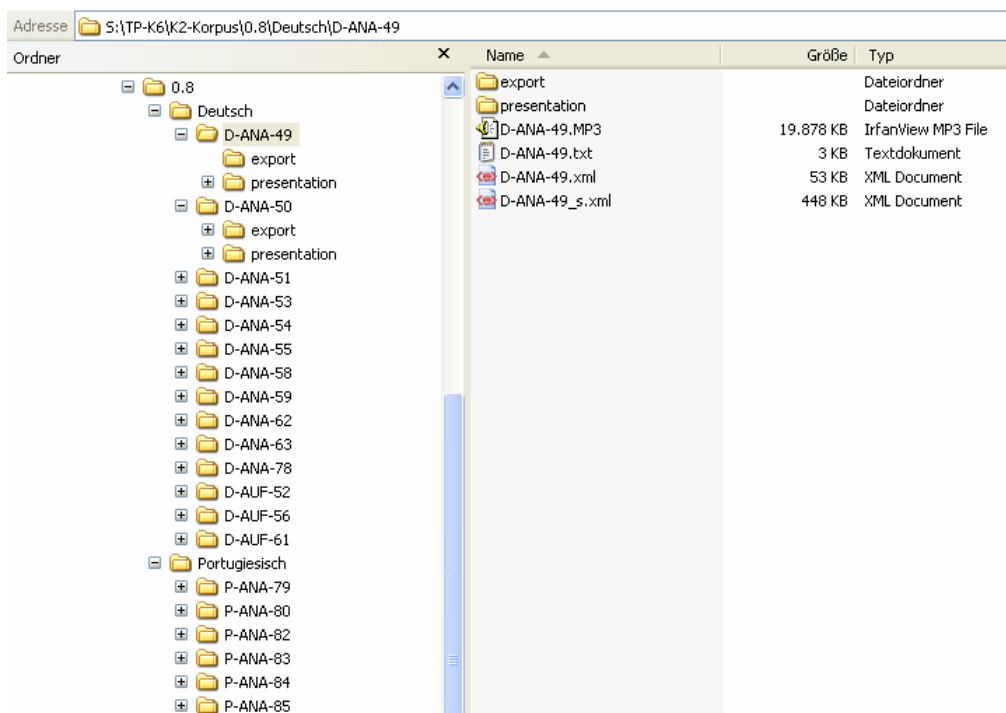 Adresse S:\TP-K6\K2-Korpus\0.8\Deutsch\D-ANA-49
Ordner
0.8
Deutsch
D-ANA-49
export
presentation
D-ANA-50
export
presentation
D-ANA-51
D-ANA-53
D-ANA-54
D-ANA-55
D-ANA-58
D-ANA-59
D-ANA-62
D-ANA-63
D-ANA-78
D-AUF-52
D-AUF-56
D-AUF-61
Portugiesisch
P-ANA-79
P-ANA-80
P-ANA-82
P-ANA-83
P-ANA-84
P-ANA-85
Name Größe Typ
export Dateiordner
presentation Dateiordner
D-ANA-49.MP3 19.878 KB IrfanView MP3 File
D-ANA-49.txt 3 KB Textdokument
D-ANA-49.xml 53 KB XML Document
D-ANA-49_s.xml 448 KB XML Document